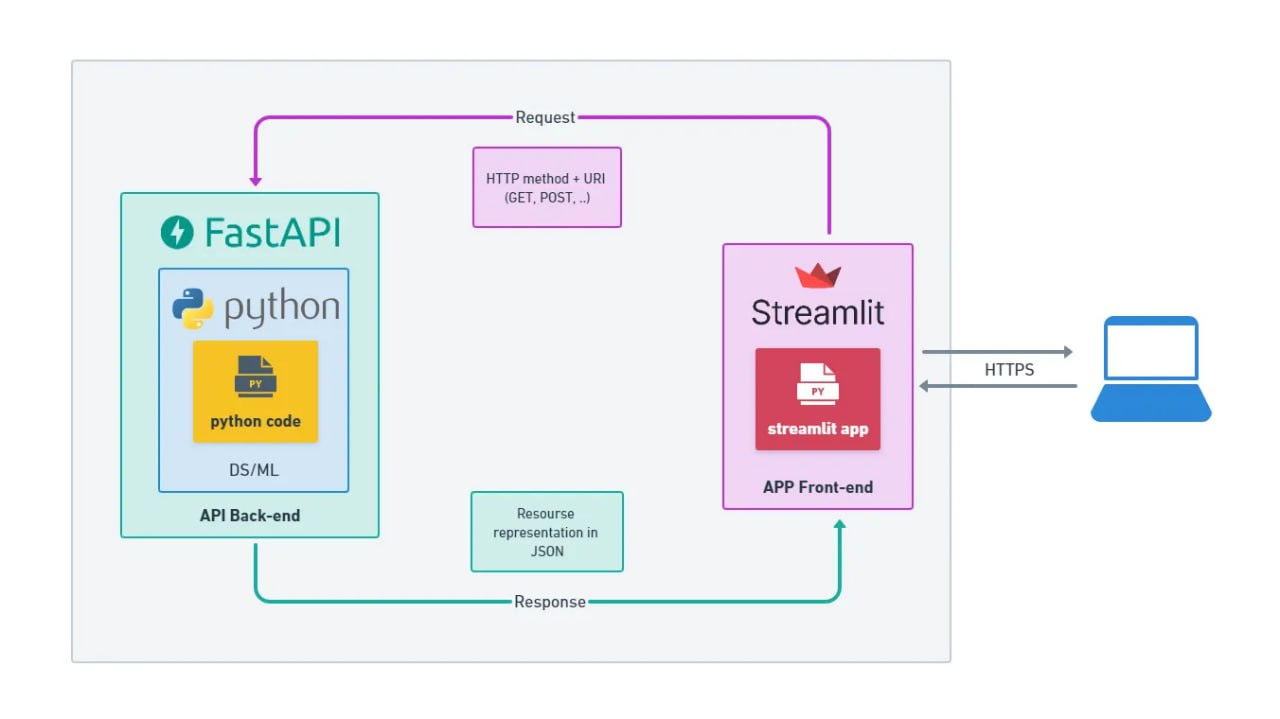 Request
HTTP method + URI
(GET, POST, ..)
FastAPI
python
PY
python code
DS/ML
API Back-end
Streamlit
PY
streamlit app
APP Front-end
HTTPS
Resourse
representation in
JSON
Response